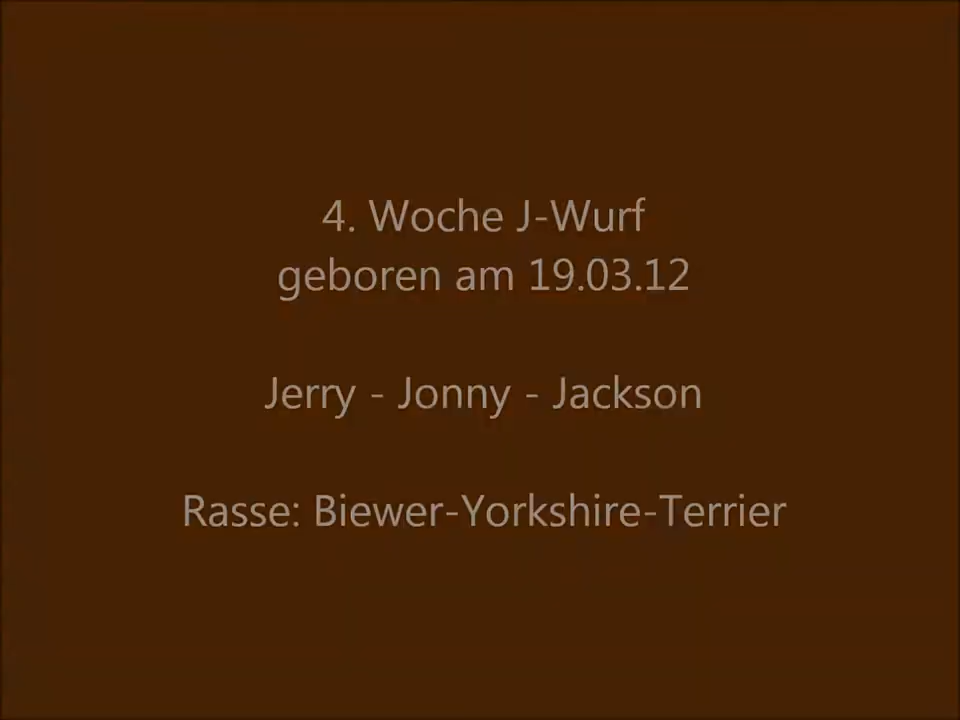 4. Woche J-Wurf
geboren am 19.03.12
Jerry - Jonny - Jackson
Rasse: Biewer-Yorkshire-Terrier